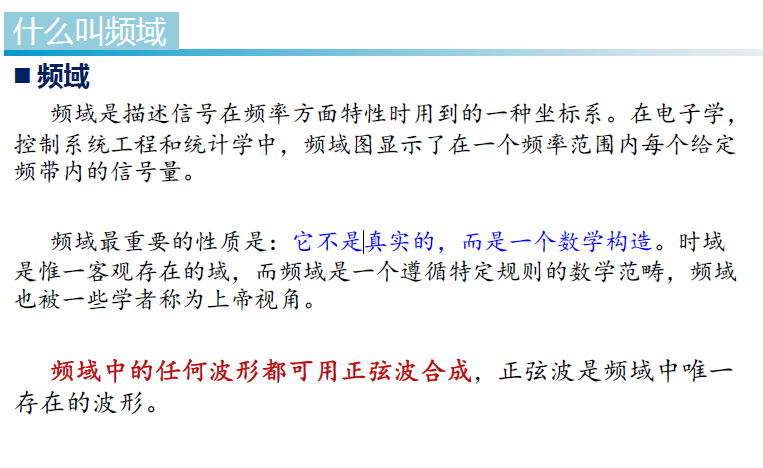 什么叫频域
■ 频域
频域是描述信号在频率方面特性时用到的一种坐标系。在电子学，
控制系统工程和统计学中，频域图显示了在一个频率范围内每个给定
频带内的信号量。
频域最重要的性质是：它不是真实的，而是一个数学构造。时域
是惟一客观存在的域，而频域是一个遵循特定规则的数学范畴，频域
也被一些学者称为上帝视角。
频域中的任何波形都可用正弦波合成，正弦波是频域中唯一
存在的波形。